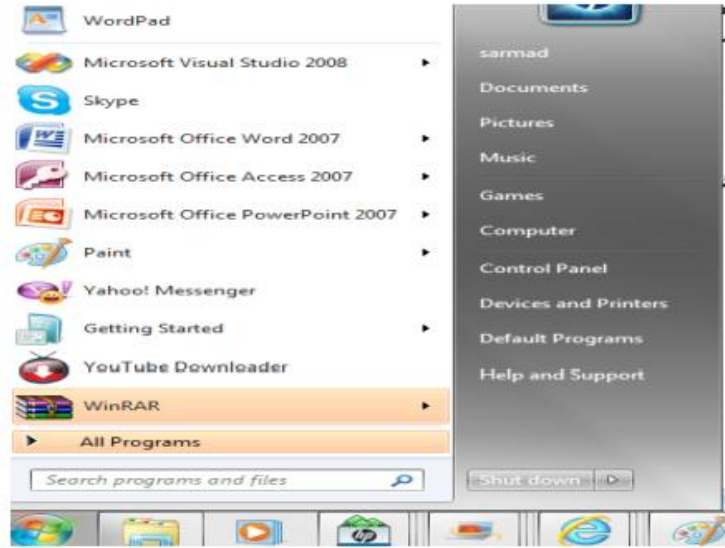 WordPad
Microsoft Visual Studio 2008
Skype
Microsoft Office Word 2007
Microsoft Office Access 2007
Microsoft Office PowerPoint 2007
Paint
Yahoo! Messenger
Getting Started
YouTube Downloader
WinRAR
All Programs
Search programs and files
sarmad
Documents
Pictures
Music
Games
Computer
Control Panel
Devices and Printers
Default Programs
Help and Support
Shut down
hp